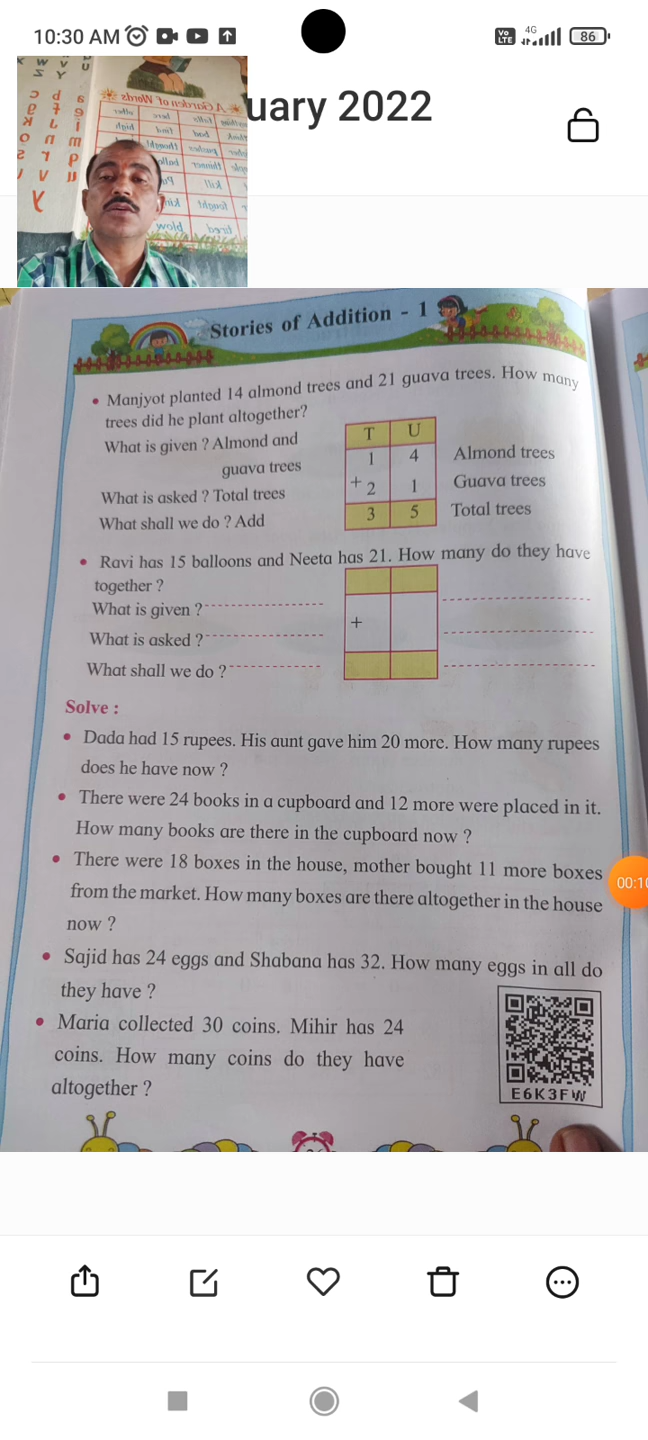 10:30 AM
Vo LTE 4G 86
uary 2022
A Garden of Words
Stories of Addition - 1
• Manjyot planted 14 almond trees and 21 guava trees. How many
trees did he plant altogether?
What is given ? Almond and
guava trees
What is asked ? Total trees
What shall we do ? Add
T U
1 4 Almond trees
+ 2 1 Guava trees
3 5 Total trees
• Ravi has 15 balloons and Neeta has 21. How many do they have
together ?
What is given ?
What is asked ?
What shall we do ?
+
Solve :
• Dada had 15 rupees. His aunt gave him 20 more. How many rupees
does he have now ?
• There were 24 books in a cupboard and 12 more were placed in it.
How many books are there in the cupboard now ?
• There were 18 boxes in the house, mother bought 11 more boxes
from the market. How many boxes are there altogether in the house
now ?
• Sajid has 24 eggs and Shabana has 32. How many eggs in all do
they have ?
• Maria collected 30 coins. Mihir has 24
coins. How many coins do they have
altogether ?
E6K3FW
00:10